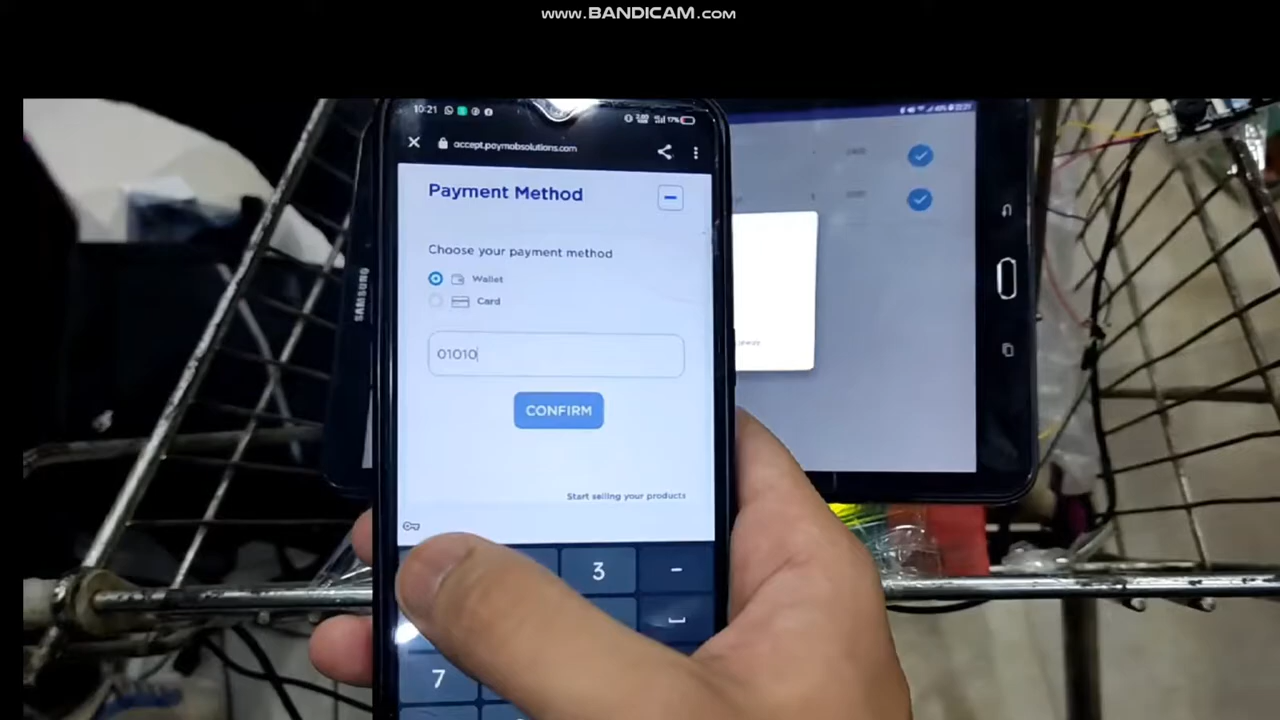 www.BANDICAM.com
10:21
17%
accept.paymobsolutions.com
Payment Method
Choose your payment method
Wallet
Card
01010
CONFIRM
Start selling your products
3
-
7
SAMSUNG